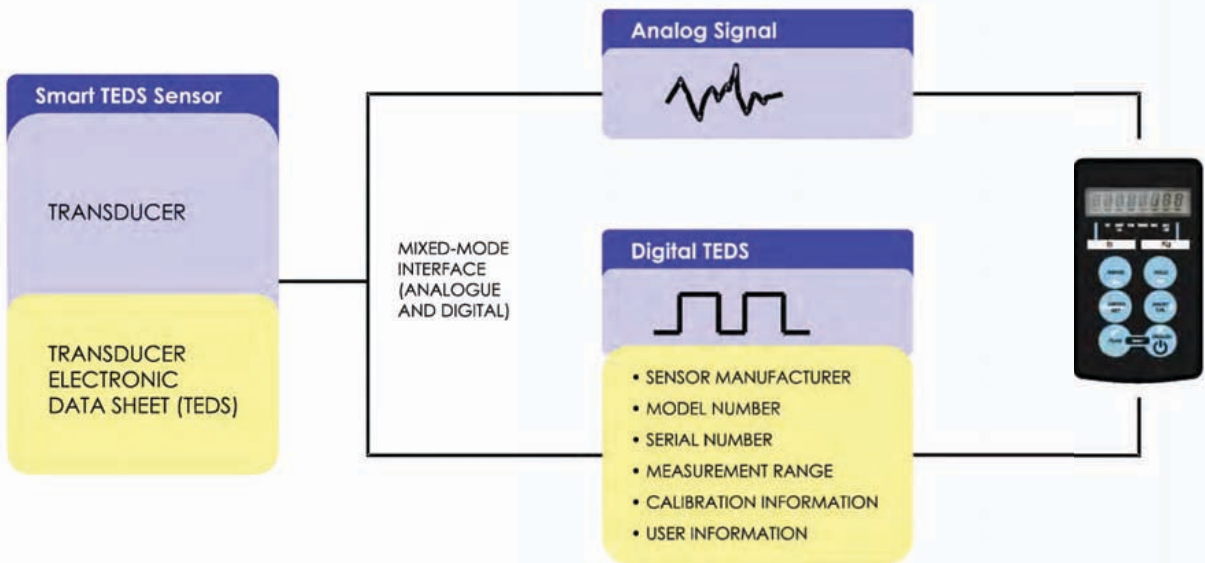 Smart TEDS Sensor
TRANSDUCER
TRANSDUCER
ELECTRONIC
DATA SHEET (TEDS)
MIXED-MODE
INTERFACE
(ANALOGUE
AND DIGITAL)
Analog Signal
Digital TEDS
• SENSOR MANUFACTURER
• MODEL NUMBER
• SERIAL NUMBER
• MEASUREMENT RANGE
• CALIBRATION INFORMATION
• USER INFORMATION
HOLD